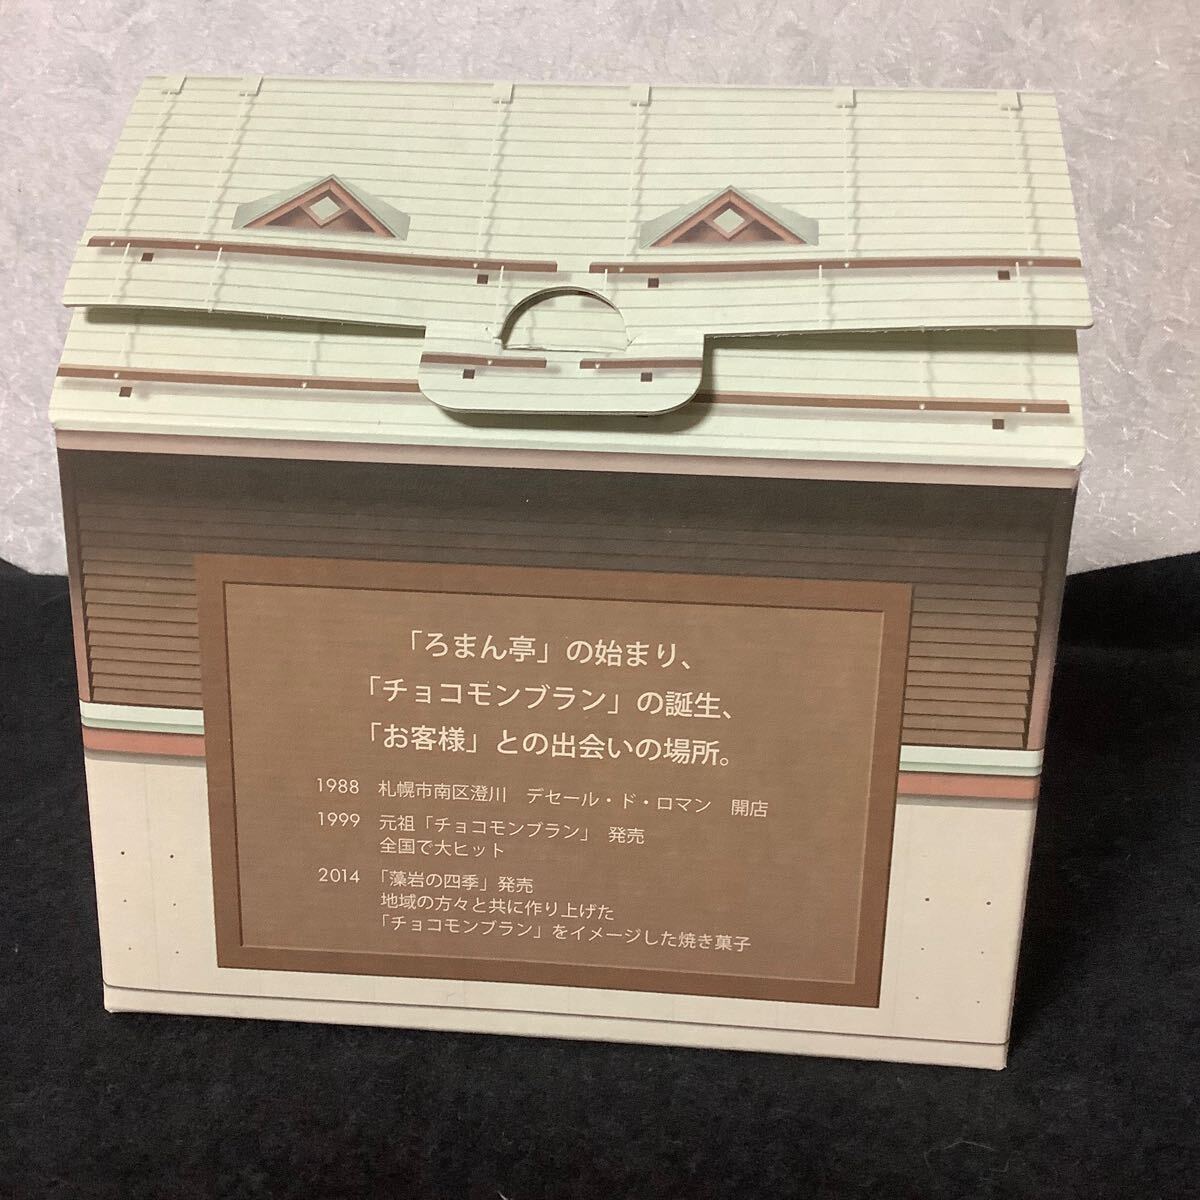 「ろまん亭」の始まり、
「チョコモンブラン」の誕生、
「お客様」との出会いの場所。
1988 札幌市南区澄川 デセール・ド・ロマン 開店
1999 元祖「チョコモンブラン」 発売
全国で大ヒット
2014 「藻岩の四季」発売
地域の方々と共に作り上げた
「チョコモンブラン」をイメージした焼き菓子